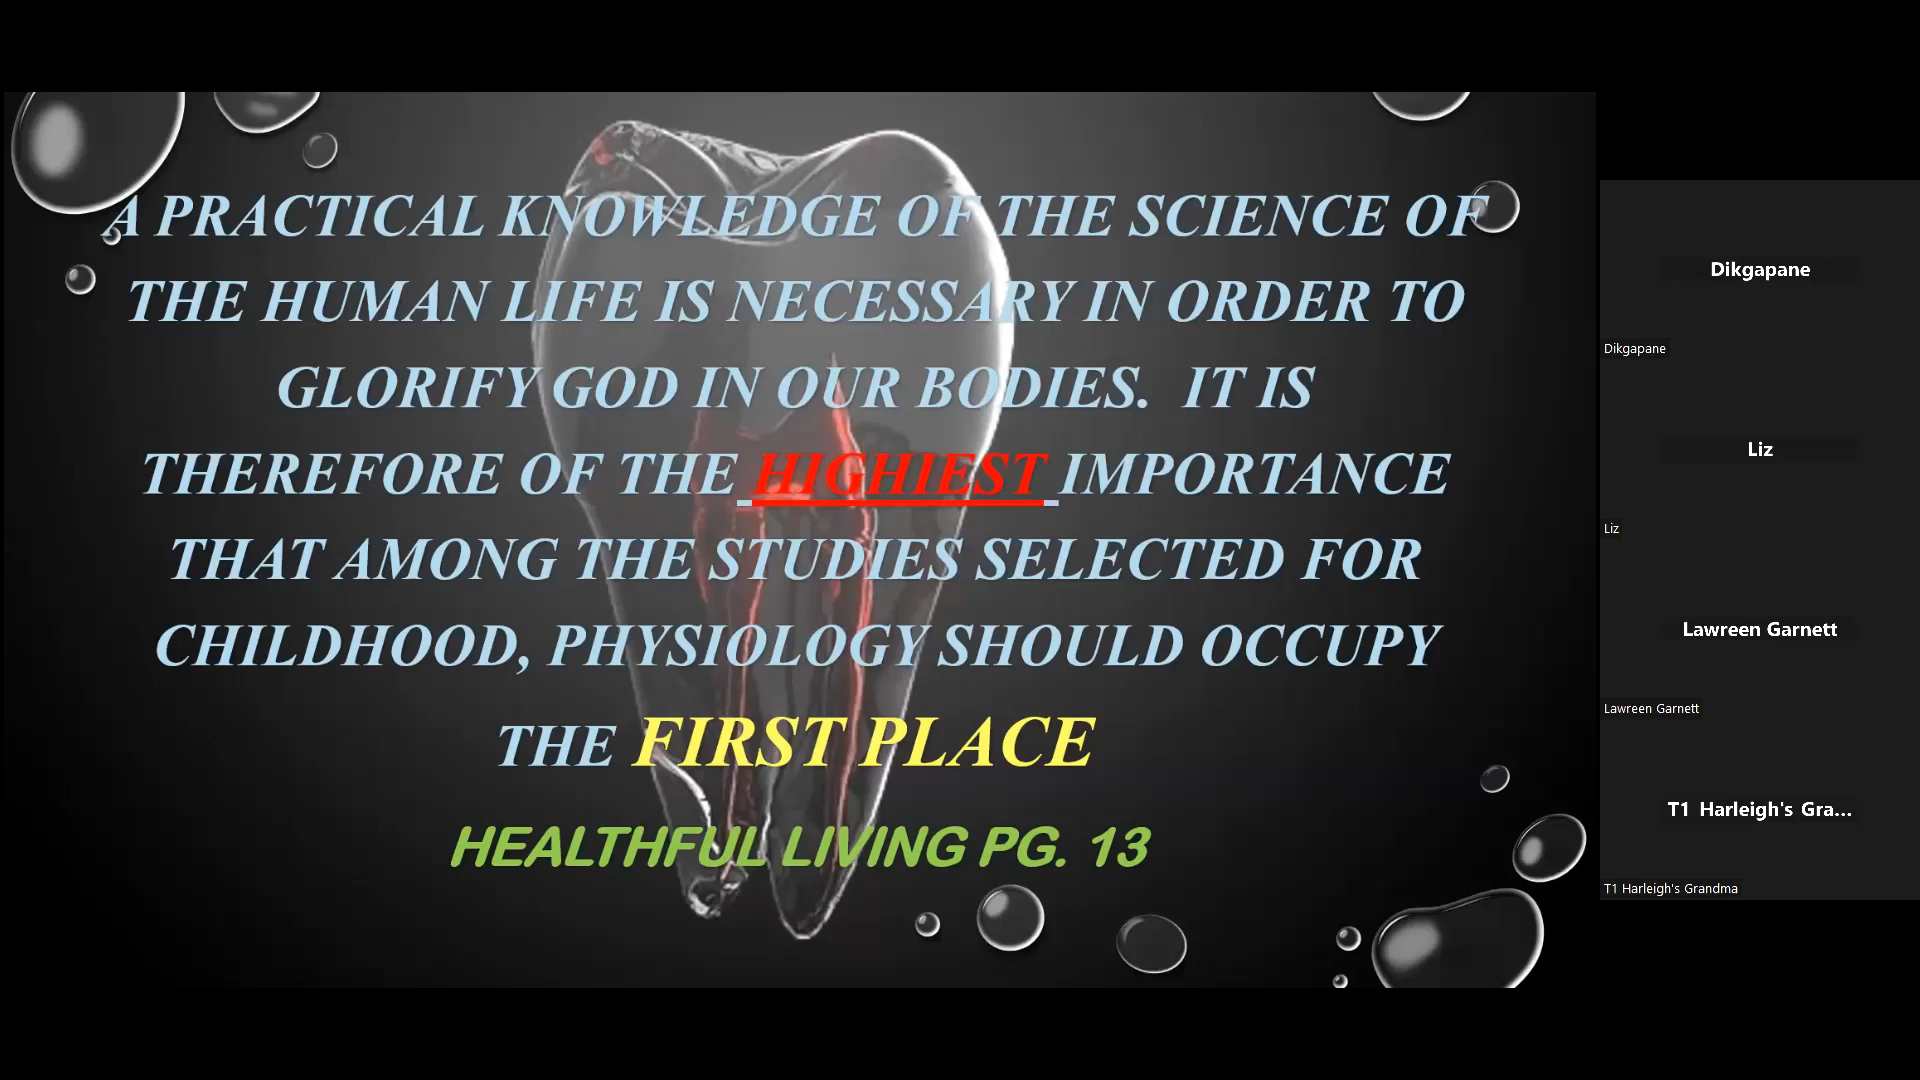 A PRACTICAL KNOWLEDGE OF THE SCIENCE OF
THE HUMAN LIFE IS NECESSARY IN ORDER TO
GLORIFY GOD IN OUR BODIES. IT IS
THEREFORE OF THE HIGHIEST IMPORTANCE
THAT AMONG THE STUDIES SELECTED FOR
CHILDHOOD, PHYSIOLOGY SHOULD OCCUPY
THE FIRST PLACE
HEALTHFUL LIVING PG. 13
Dikgapane
Dikgapane
Liz
Liz
Lawreen Garnett
Lawreen Garnett
T1 Harleigh's Gra...
T1 Harleigh's Grandma